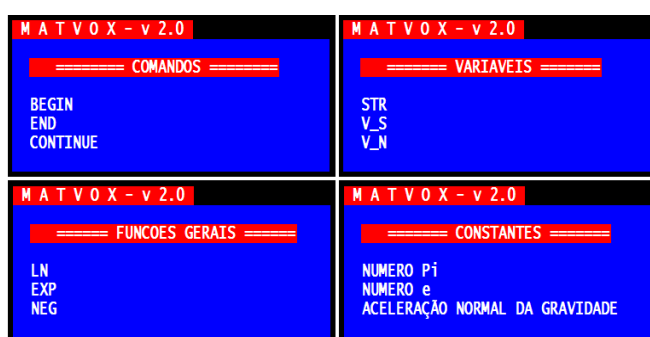 M A T V O X - v 2.0
======== COMANDOS ========
BEGIN
END
CONTINUE
M A T V O X - v 2.0
======= VARIAVEIS =======
STR
V_S
V_N
M A T V O X - v 2.0
====== FUNCOES GERAIS ======
LN
EXP
NEG
M A T V O X - v 2.0
======= CONSTANTES =======
NUMERO Pi
NUMERO e
ACELERAÇÃO NORMAL DA GRAVIDADE